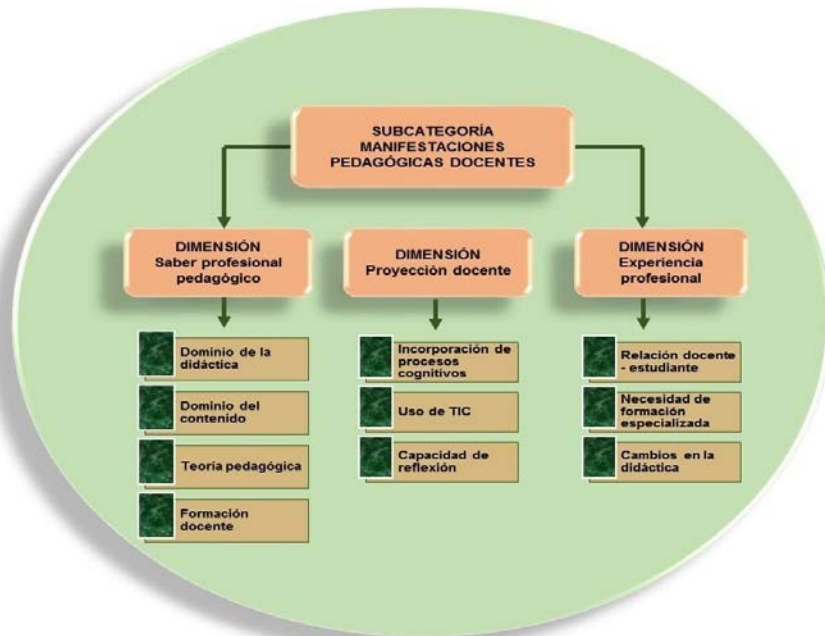 SUBCATEGORÍA
MANIFESTACIONES
PEDAGÓGICAS DOCENTES
DIMENSIÓN
Saber profesional
pedagógico
Dominio de la
didáctica
Dominio del
contenido
Teoría pedagógica
Formación
docente
DIMENSIÓN
Proyección docente
Incorporación de
procesos
cognitivos
Uso de TIC
Capacidad de
reflexión
DIMENSIÓN
Experiencia
profesional
Relación docente
- estudiante
Necesidad de
formación
especializada
Cambios en la
didáctica